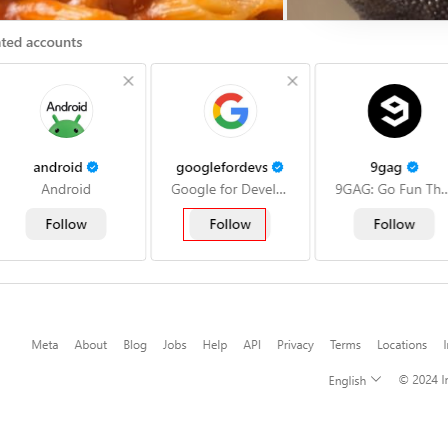 ted accounts
Android
android
Android
Follow
googlefordevs
Google for Devel...
Follow
9gag
9GAG: Go Fun Th...
Follow
Meta About Blog Jobs Help API Privacy Terms Locations I
English © 2024 I